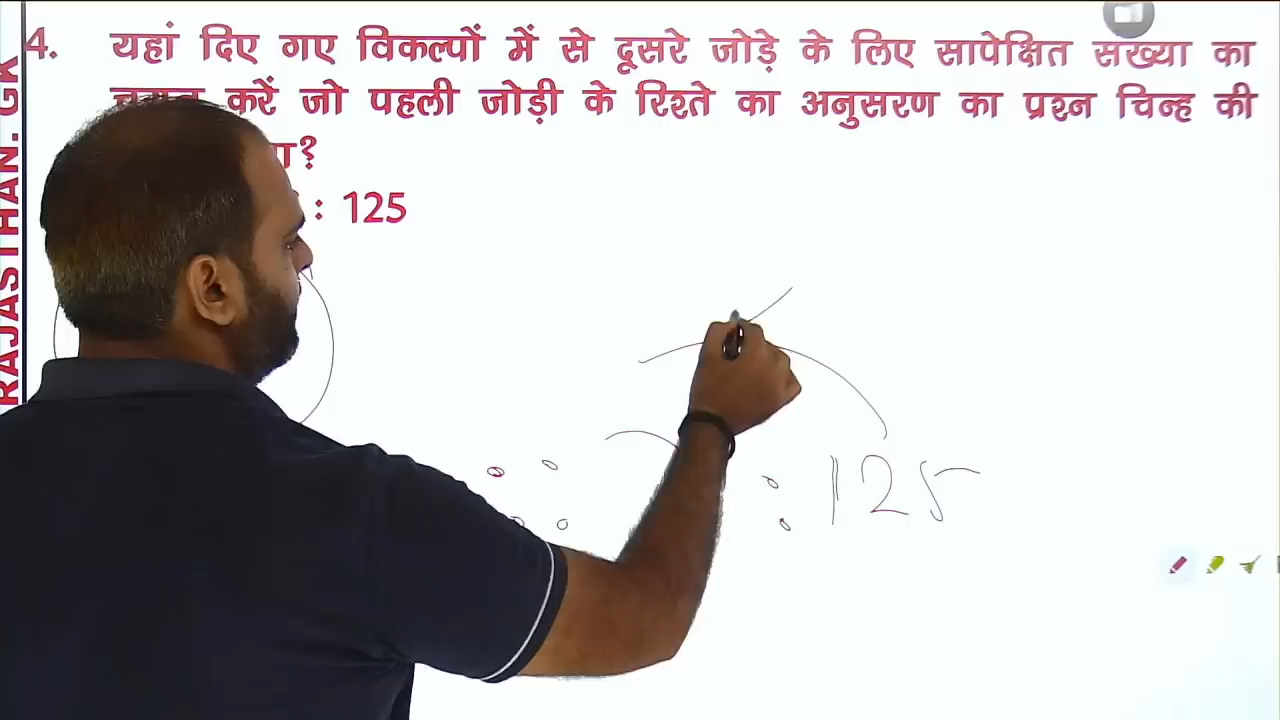 4. यहां दिए गए विकल्पों में से दूसरे जोड़े के लिए सापेक्षित संख्या का
करें जो पहली जोड़ी के रिश्ते का अनुसरण का प्रश्न चिन्ह की
?
: 125
: 125
RAJASTHAN. GK